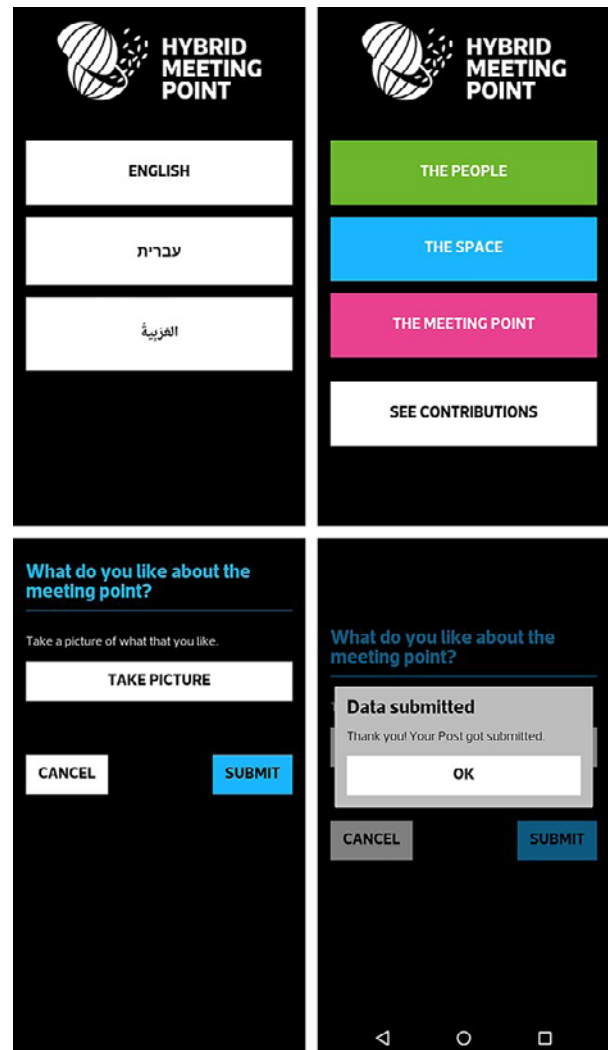 HYBRID
MEETING
POINT
ENGLISH
עברית
العَرَبِيةُ
HYBRID
MEETING
POINT
THE PEOPLE
THE SPACE
THE MEETING POINT
SEE CONTRIBUTIONS
What do you like about the
meeting point?
Take a picture of what that you like.
TAKE PICTURE
CANCEL
SUBMIT
What do you like about the
meeting point?
Data submitted
Thank you! Your Post got submitted.
OK
CANCEL
SUBMIT